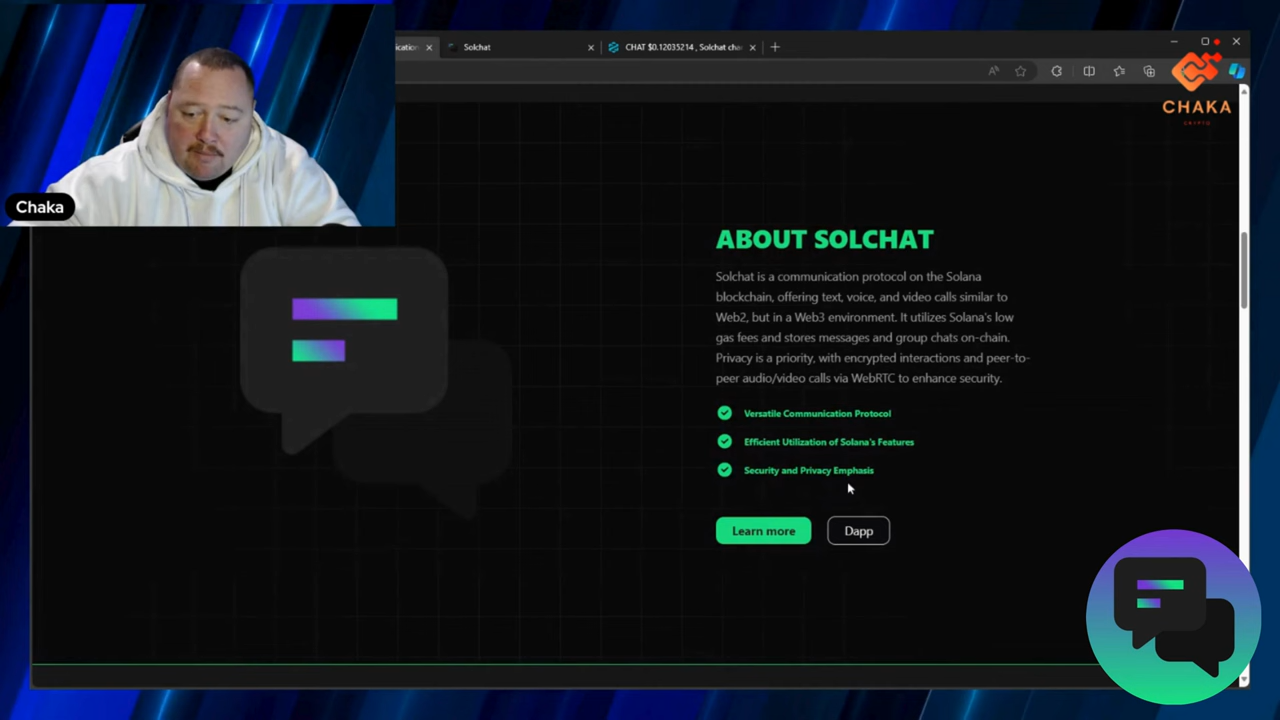 ication
Solchat
CHAT $0.12035214 , Solchat cha
CHAKA
CRYPTO
Chaka
ABOUT SOLCHAT
Solchat is a communication protocol on the Solana
blockchain, offering text, voice, and video calls similar to
Web2, but in a Web3 environment. It utilizes Solana's low
gas fees and stores messages and group chats on-chain.
Privacy is a priority, with encrypted interactions and peer-to-
peer audio/video calls via WebRTC to enhance security.
Versatile Communication Protocol
Efficient Utilization of Solana's Features
Security and Privacy Emphasis
Learn more
Dapp